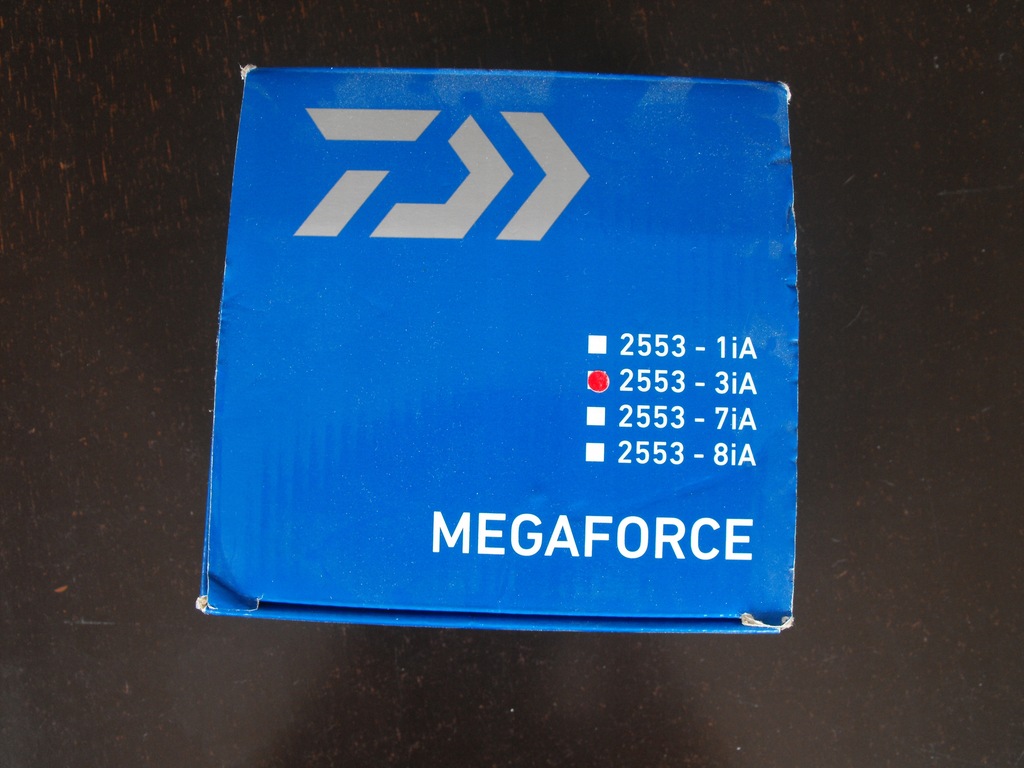 2553 - 1iA
2553 - 3iA
2553 - 7iA
2553 - 8iA
MEGAFORCE